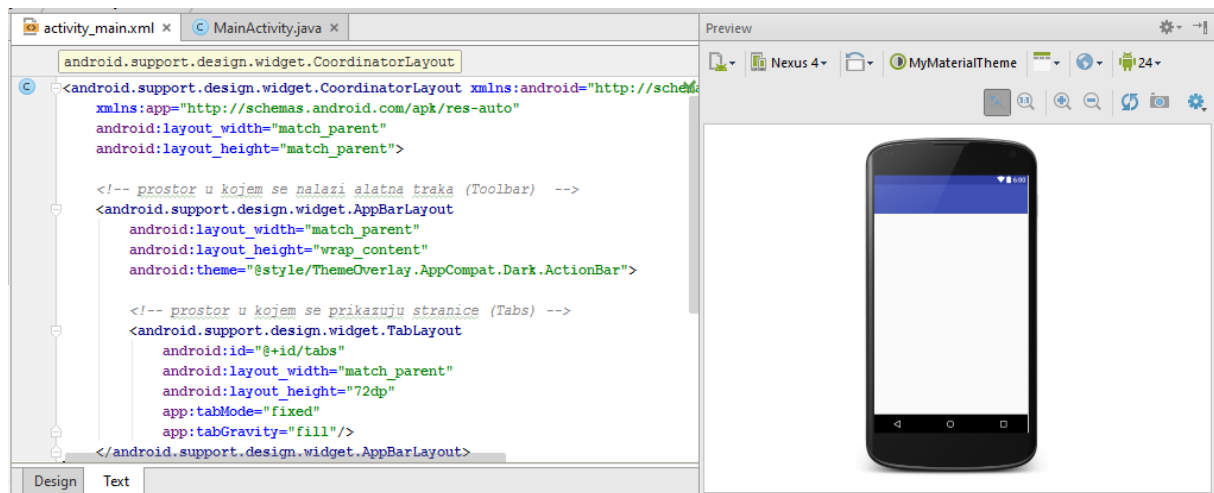 activity_main.xml × C MainActivity.java ×
Preview
android.support.design.widget.CoordinatorLayout
Nexus 4 MyMaterialTheme 24
C <android.support.design.widget.CoordinatorLayout xmlns:android="http://schema
xmlns:app="http://schemas.android.com/apk/res-auto"
android:layout_width="match_parent"
android:layout_height="match_parent">
<!-- prostor u kojem se nalazi alatna traka (Toolbar) -->
<android.support.design.widget.AppBarLayout
android:layout_width="match_parent"
android:layout_height="wrap_content"
android:theme="@style/ThemeOverlay.AppCompat.Dark.ActionBar">
<!-- prostor u kojem se prikazuju stranice (Tabs) -->
<android.support.design.widget.TabLayout
android:id="@+id/tabs"
android:layout_width="match_parent"
android:layout_height="72dp"
app:tabMode="fixed"
app:tabGravity="fill"/>
</android.support.design.widget.AppBarLayout>
Design Text
1:1
6:00